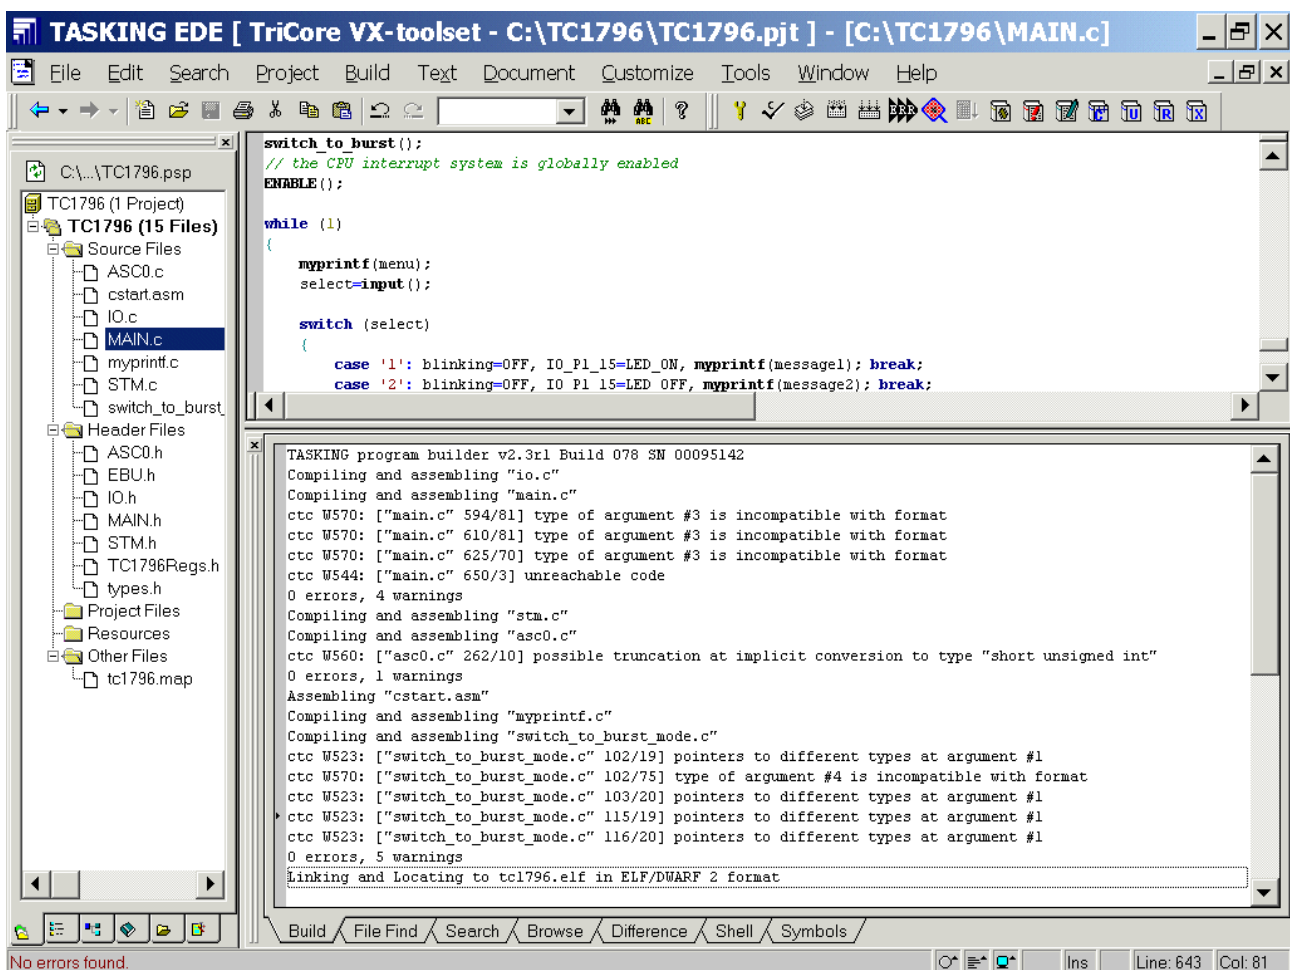 TASKING EDE [ TriCore VX-toolset - C:\TC1796\TC1796.pjt ] - [C:\TC1796\MAIN.c]
File Edit Search Project Build Text Document Customize Tools Window Help
C:\...\TC1796.psp
TC1796 (1 Project)
TC1796 (15 Files)
Source Files
ASC0.c
cstart.asm
IO.c
MAIN.c
myprintf.c
STM.c
switch_to_burst_
Header Files
ASC0.h
EBU.h
IO.h
MAIN.h
STM.h
TC1796Regs.h
types.h
Project Files
Resources
Other Files
tc1796.map
switch_to_burst();
// the CPU interrupt system is globally enabled
ENABLE();
while (1)
{
myprintf(menu);
select=input();
switch (select)
{
case '1': blinking=OFF, IO_P1_15=LED_ON, myprintf(message1); break;
case '2': blinking=OFF, IO_P1_15=LED_OFF, myprintf(message2); break;
TASKING program builder v2.3r1 Build 078 SN 00095142
Compiling and assembling "io.c"
Compiling and assembling "main.c"
ctc W570: ["main.c" 594/81] type of argument #3 is incompatible with format
ctc W570: ["main.c" 610/81] type of argument #3 is incompatible with format
ctc W570: ["main.c" 625/70] type of argument #3 is incompatible with format
ctc W544: ["main.c" 650/3] unreachable code
0 errors, 4 warnings
Compiling and assembling "stm.c"
Compiling and assembling "asc0.c"
ctc W560: ["asc0.c" 262/10] possible truncation at implicit conversion to type "short unsigned int"
0 errors, 1 warnings
Assembling "cstart.asm"
Compiling and assembling "myprintf.c"
Compiling and assembling "switch_to_burst_mode.c"
ctc W523: ["switch_to_burst_mode.c" 102/19] pointers to different types at argument #1
ctc W570: ["switch_to_burst_mode.c" 102/75] type of argument #4 is incompatible with format
ctc W523: ["switch_to_burst_mode.c" 103/20] pointers to different types at argument #1
ctc W523: ["switch_to_burst_mode.c" 115/19] pointers to different types at argument #1
ctc W523: ["switch_to_burst_mode.c" 116/20] pointers to different types at argument #1
0 errors, 5 warnings
Linking and Locating to tc1796.elf in ELF/DWARF 2 format
Build File Find Search Browse Difference Shell Symbols
No errors found. Ins Line: 643 Col: 81